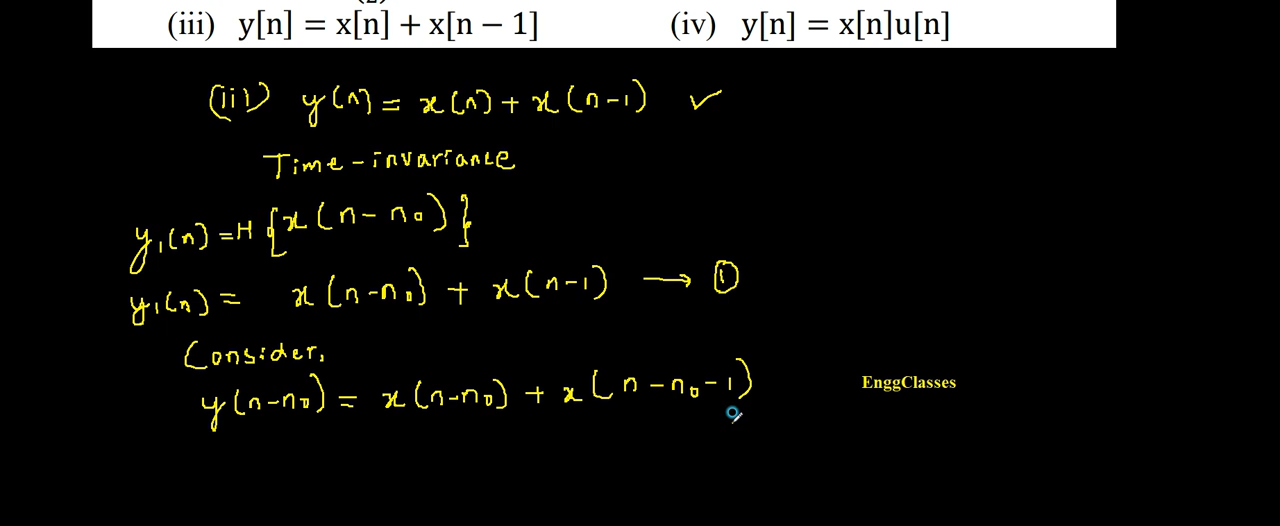 (iii) y[n] = x[n] + x[n − 1] (iv) y[n] = x[n]u[n]
(iii) y(n) = x(n) + x(n-1) ✓
Time-invariance
y₁(n) = H {x(n-n₀)}
y₁(n) = x(n-n₀) + x(n-1) → ①
Consider,
y(n-n₀) = x(n-n₀) + x(n-n₀-1)
EnggClasses